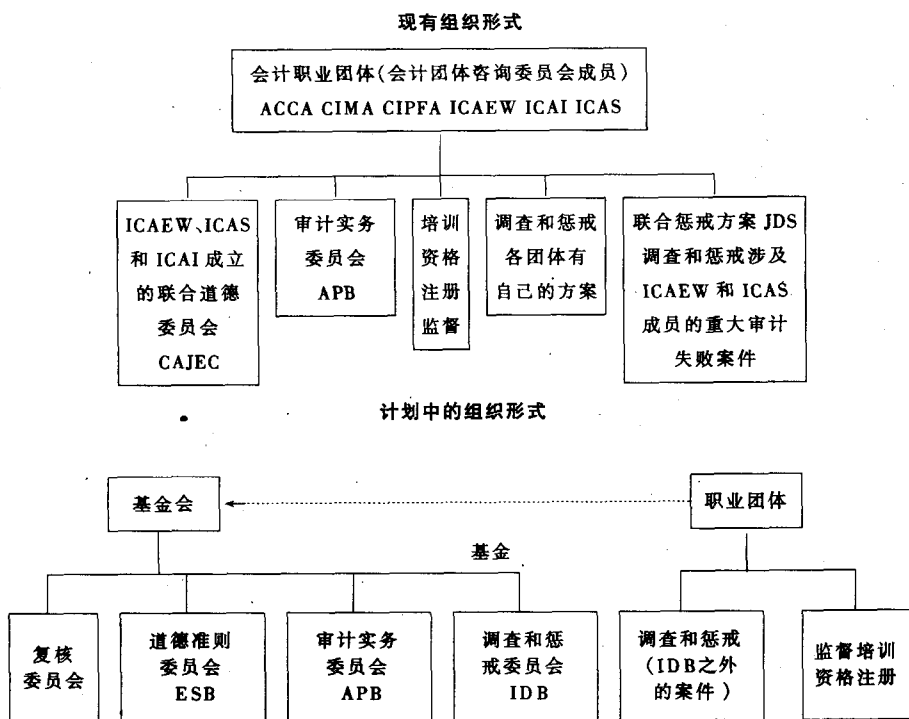 现有组织形式
会计职业团体(会计团体咨询委员会成员)
ACCA CIMA CIPFA ICAEW ICAI ICAS
ICAEW、ICAS
和 ICAI 成立
的联合道德
委员会
CAJEC
审计实务
委员会
APB
培训
资格
注册
监督
调查和惩戒
各团体有
自己的方案
联合惩戒方案 JDS
调查和惩戒涉及
ICAEW 和 ICAS
成员的重大审计
失败案件
计划中的组织形式
基金会
职业团体
基金
复核
委员会
道德准则
委员会
ESB
审计实务
委员会
APB
调查和惩
戒委员会
IDB
调查和惩戒
(IDB之外
的案件)
监督培训
资格注册